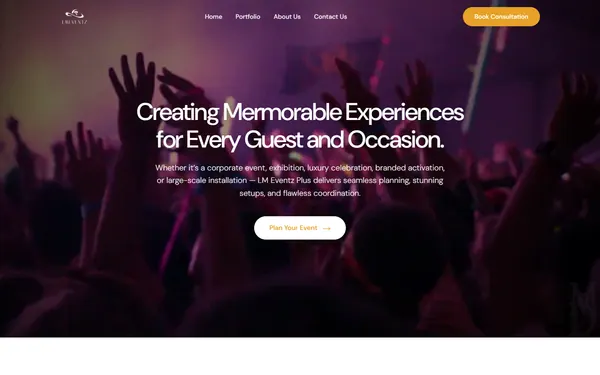 Home Portfolio About Us Contact Us Book Consultation
Creating Mermorable Experiences
for Every Guest and Occasion.
Whether it's a corporate event, exhibition, luxury celebration, branded activation,
or large-scale installation — LM Eventz Plus delivers seamless planning, stunning
setups, and flawless coordination.
Plan Your Event →